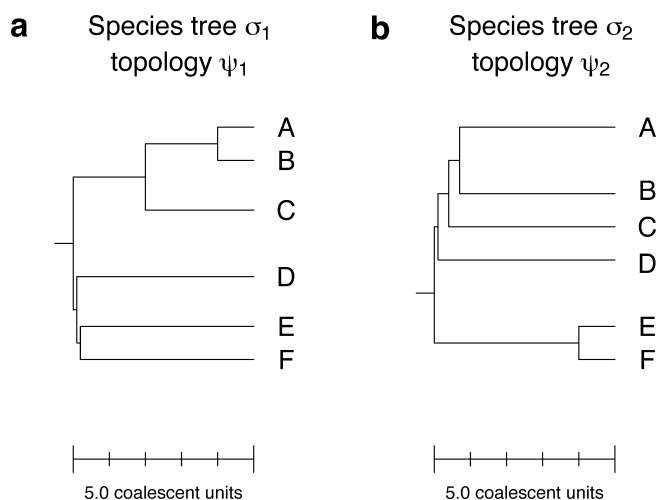 a
Species tree σ₁
topology ψ₁
A
B
C
D
E
F
5.0 coalescent units
b
Species tree σ₂
topology ψ₂
A
B
C
D
E
F
5.0 coalescent units